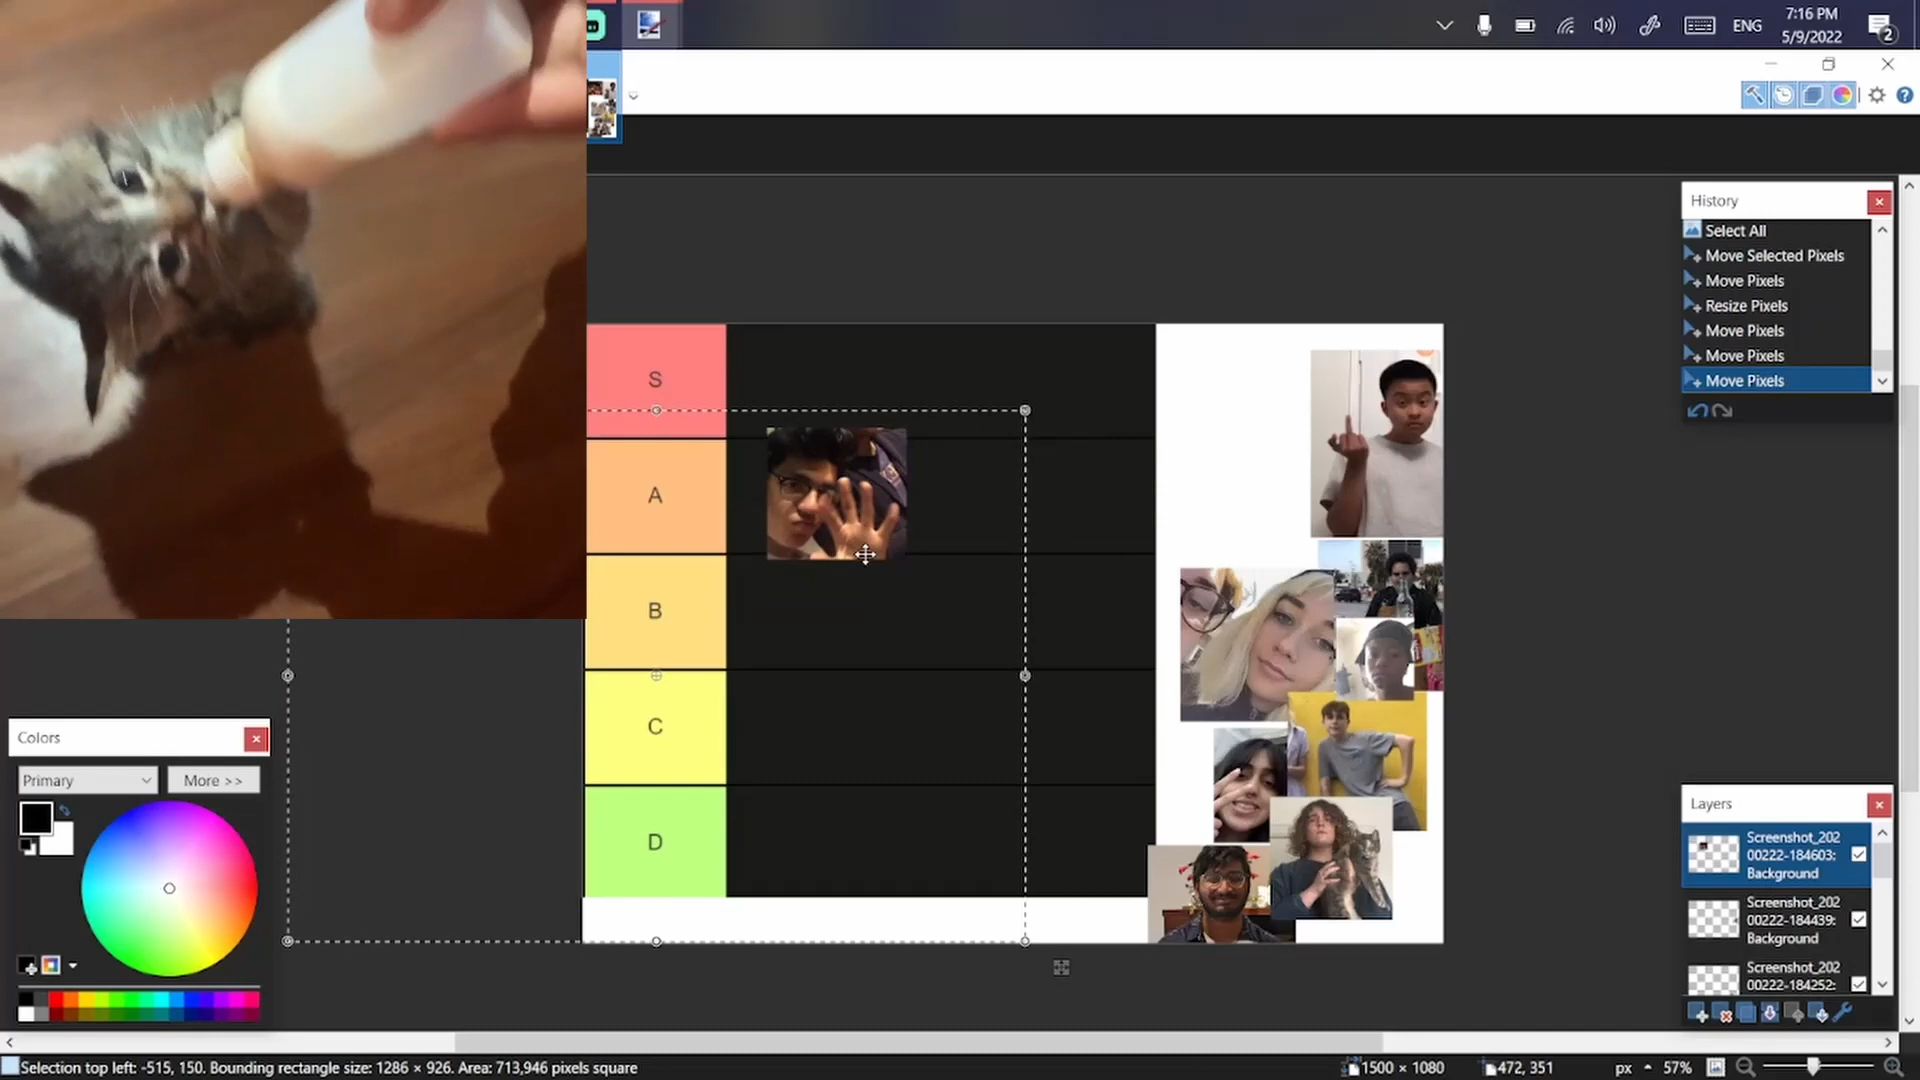 7:16 PM
ENG
5/9/2022
2
History
Select All
Move Selected Pixels
Move Pixels
Resize Pixels
Move Pixels
Move Pixels
Move Pixels
S
A
B
C
D
Colors
Primary
More >>
Layers
Screenshot_202
00222-184603:
Background
Screenshot_202
00222-184439:
Background
Screenshot_202
00222-184252:
Selection top left: -515, 150. Bounding rectangle size: 1286 × 926. Area: 713,946 pixels square
1500 × 1080
472, 351
px
57%